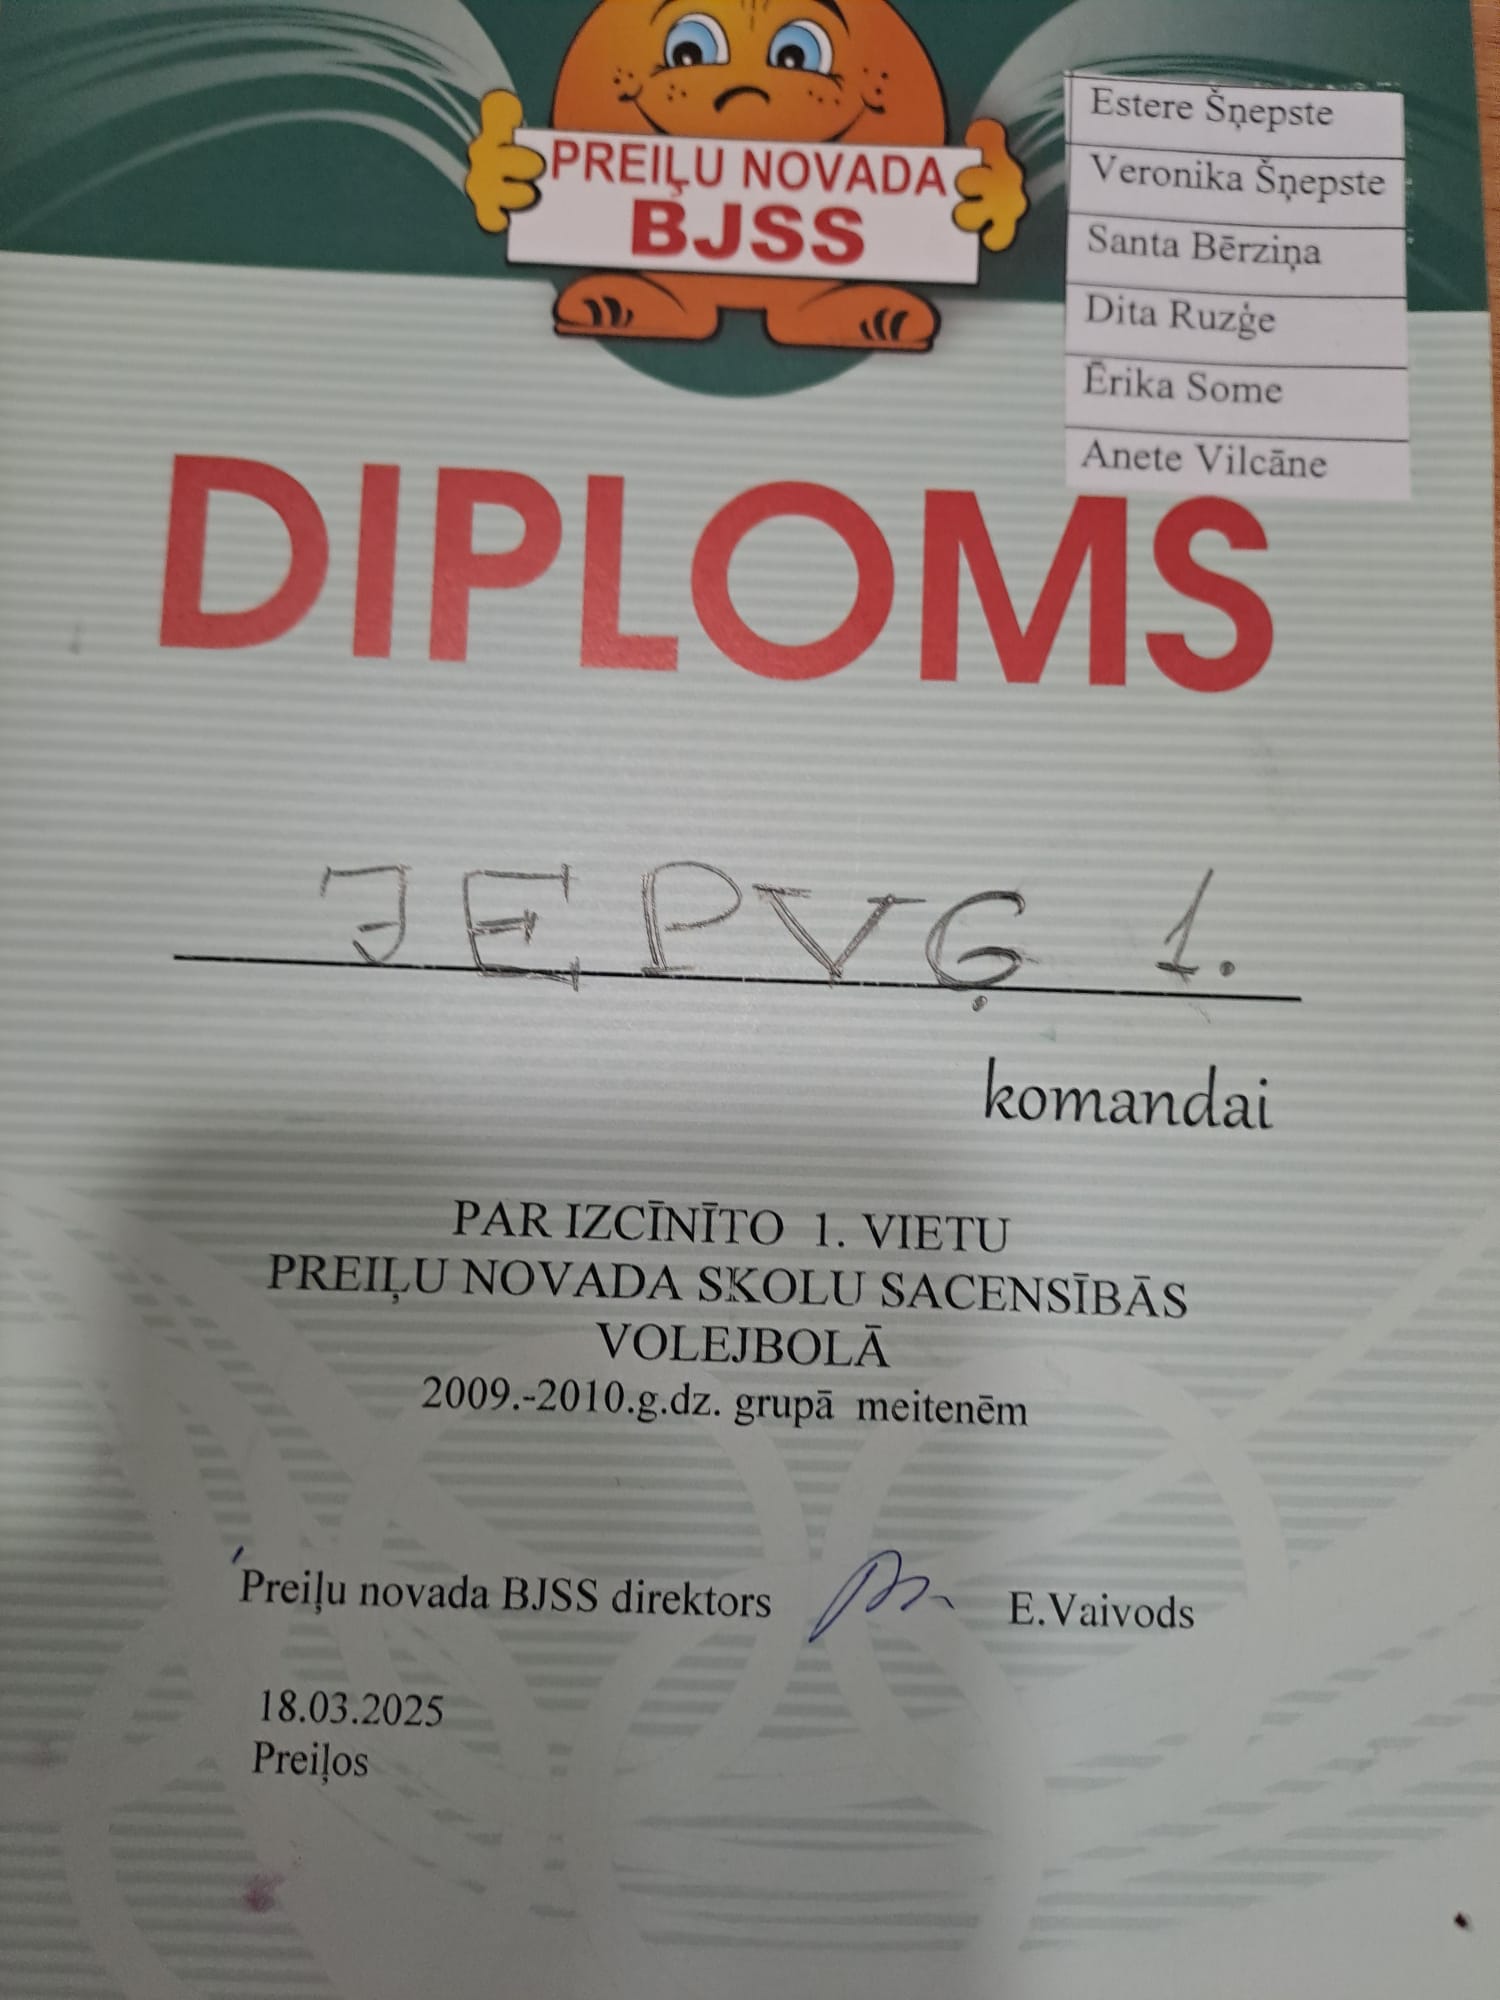 PREIĻU NOVADA
BJSS
Estere Šņepste
Veronika Šņepste
Santa Bērziņa
Dita Ruzģe
Ērika Some
Anete Vilcāne
DIPLOMS
JEPVĢ 1.
komandai
PAR IZCĪNĪTO 1. VIETU
PREIĻU NOVADA SKOLU SACENSĪBĀS
VOLEJBOLĀ
2009.-2010.g.dz. grupā meitenēm
Preiļu novada BJSS direktors E.Vaivods
18.03.2025
Preiļos